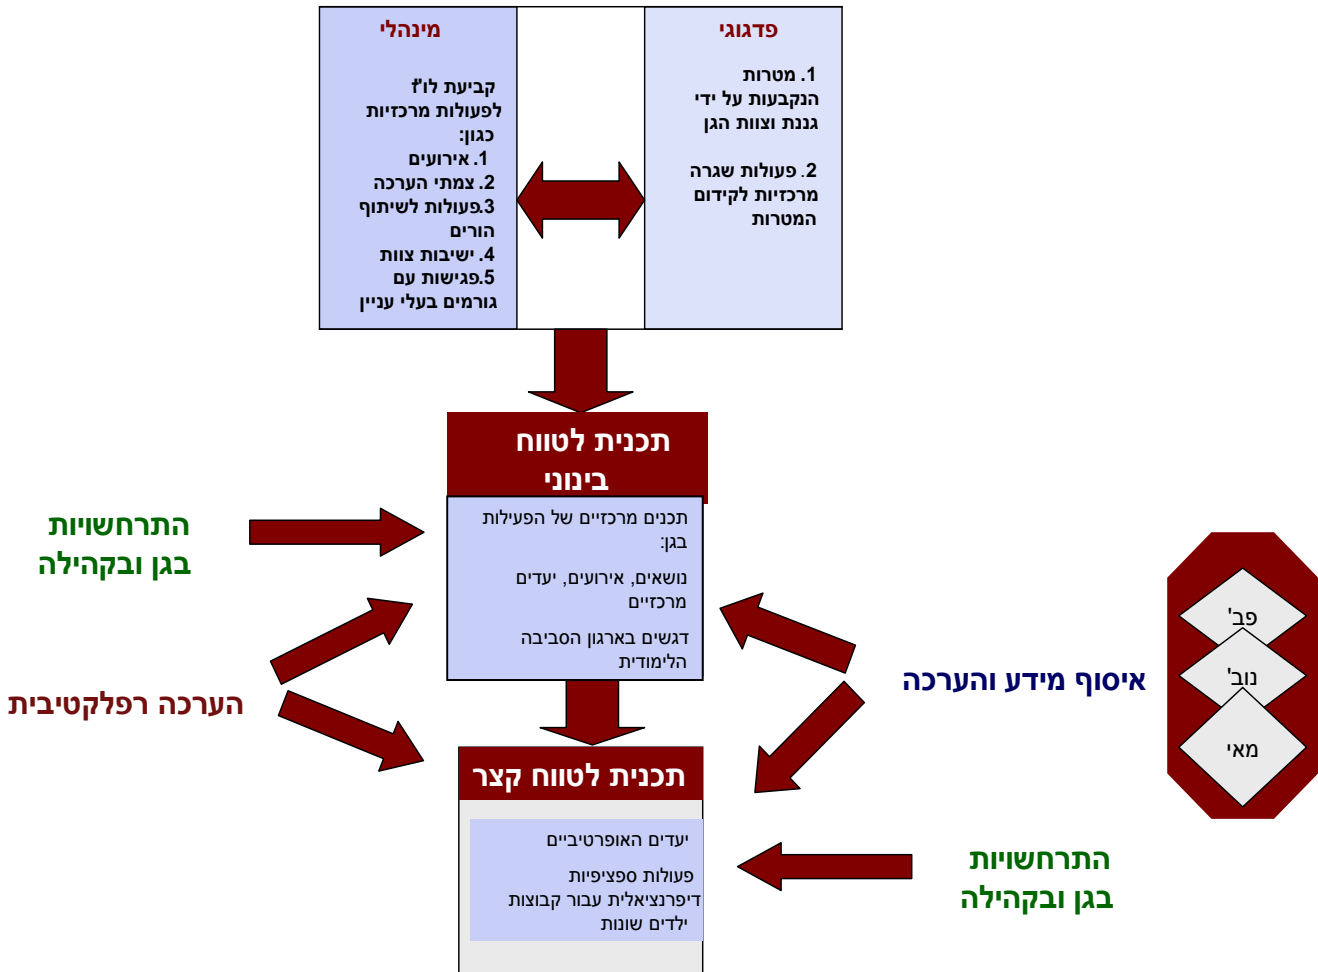 פדגוגי
1. מטרות
הנקבעות על ידי
גננת וצוות הגן
2. פעולות שגרה
מרכזיות לקידום
המטרות
מינהלי
קביעת לו"ז
לפעולות מרכזיות
כגון:
1. אירועים
2. צמתי הערכה
3.פעולות לשיתוף
הורים
4. ישיבות צוות
5.פגישות עם
גורמים בעלי עניין
תכנית לטווח
בינוני
תכנים מרכזיים של הפעילות
בגן:
נושאים, אירועים, יעדים
מרכזיים
דגשים בארגון הסביבה
הלימודית
התרחשויות
בגן ובקהילה
הערכה רפלקטיבית
איסוף מידע והערכה
פב'
נוב'
מאי
תכנית לטווח קצר
יעדים האופרטיביים
פעולות ספציפיות
דיפרנציאלית עבור קבוצות
ילדים שונות
התרחשויות
בגן ובקהילה